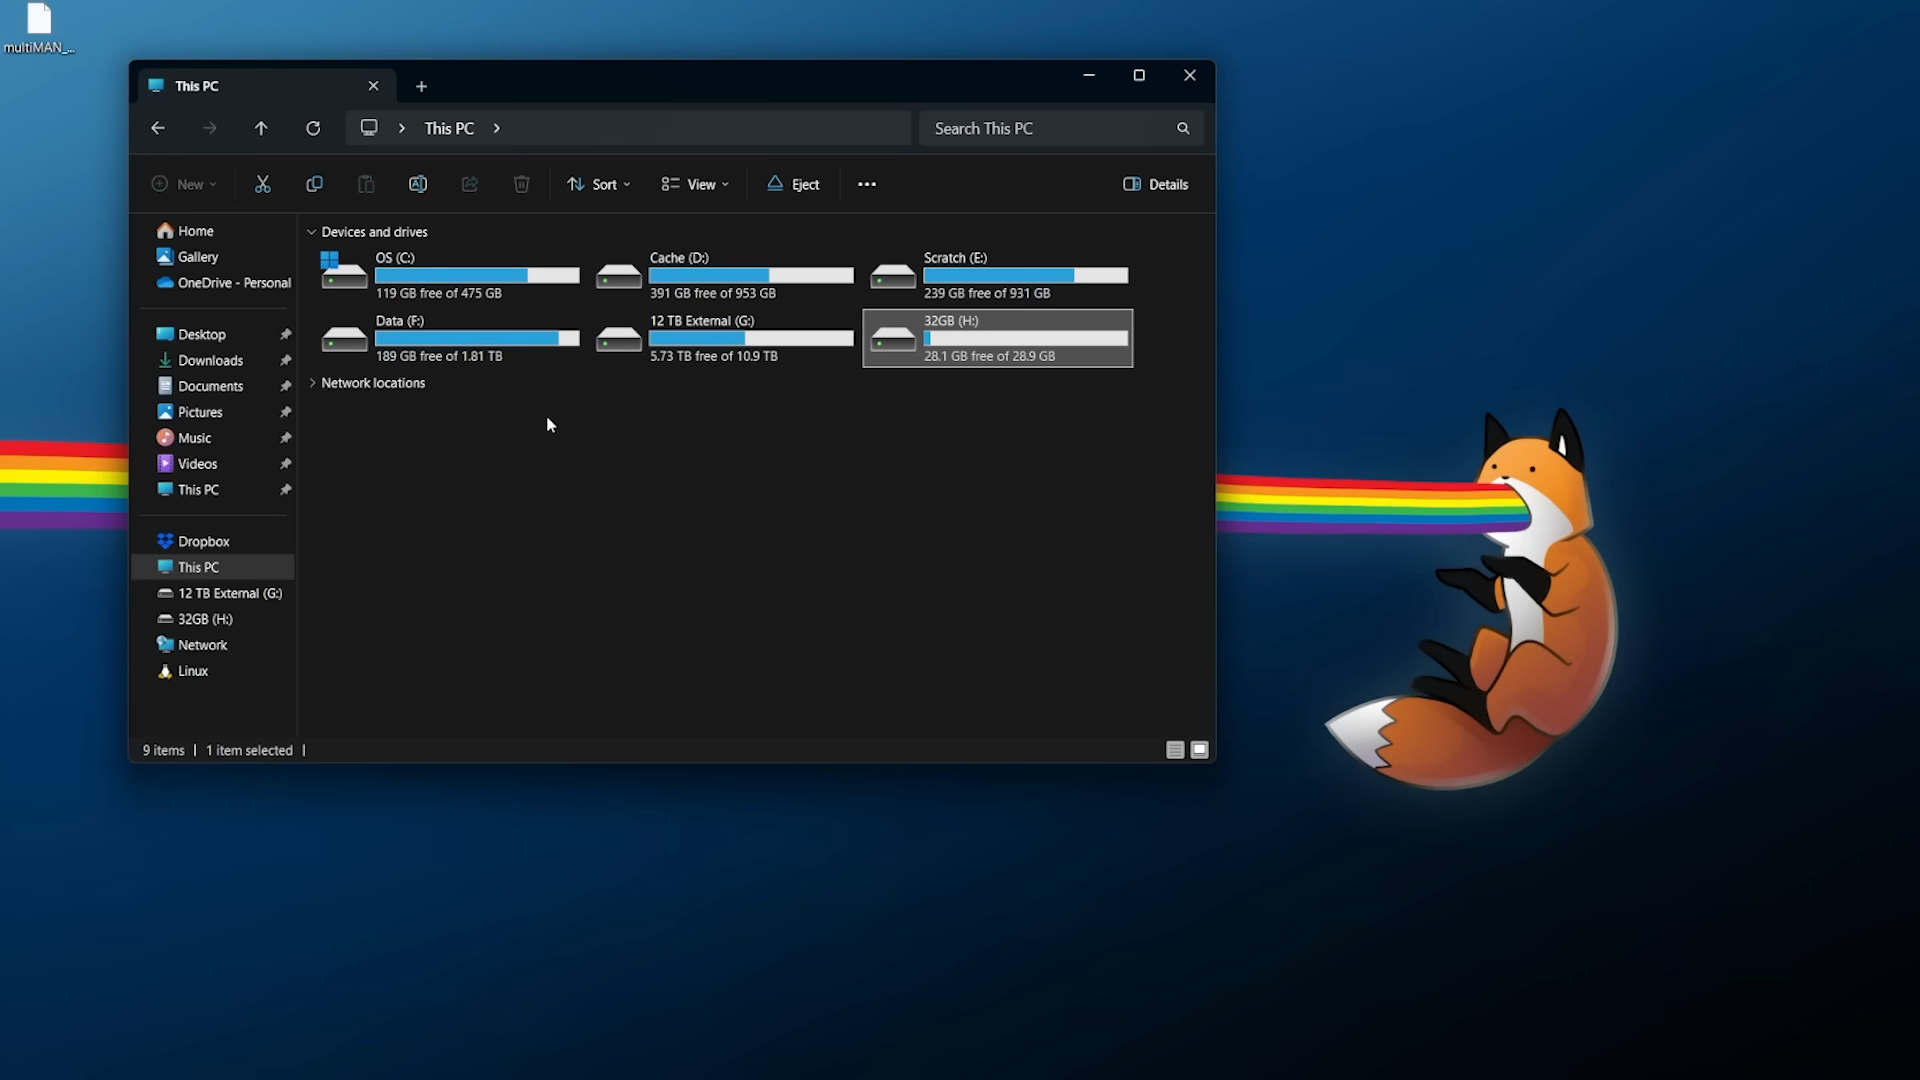 multiMAN_...
This PC
This PC
Search This PC
New
Sort
View
Eject
Details
Home
Gallery
OneDrive - Personal
Desktop
Downloads
Documents
Pictures
Music
Videos
This PC
Dropbox
This PC
12 TB External (G:)
32GB (H:)
Network
Linux
Devices and drives
OS (C:)
119 GB free of 475 GB
Cache (D:)
391 GB free of 953 GB
Scratch (E:)
239 GB free of 931 GB
Data (F:)
189 GB free of 1.81 TB
12 TB External (G:)
5.73 TB free of 10.9 TB
32GB (H:)
28.1 GB free of 28.9 GB
Network locations
9 items | 1 item selected |